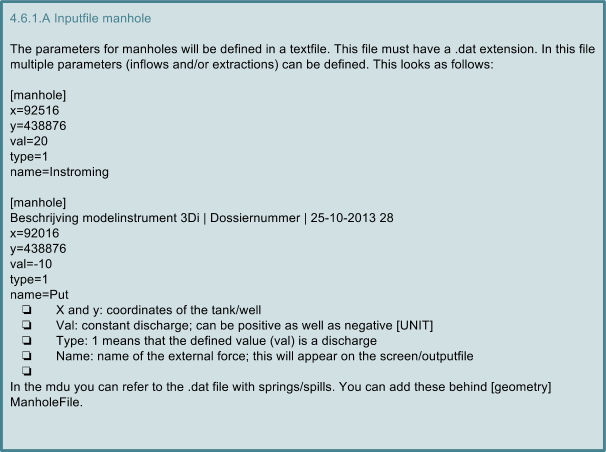 4.6.1.A Inputfile manhole
The parameters for manholes will be defined in a textfile. This file must have a .dat extension. In this file
multiple parameters (inflows and/or extractions) can be defined. This looks as follows:
[manhole]
x=92516
y=438876
val=20
type=1
name=Instroming
[manhole]
Beschrijving modelinstrument 3Di | Dossiernummer | 25-10-2013 28
x=92016
y=438876
val=-10
type=1
name=Put
❏ X and y: coordinates of the tank/well
❏ Val: constant discharge; can be positive as well as negative [UNIT]
❏ Type: 1 means that the defined value (val) is a discharge
❏ Name: name of the external force; this will appear on the screen/outputfile
❏
In the mdu you can refer to the .dat file with springs/spills. You can add these behind [geometry]
ManholeFile.